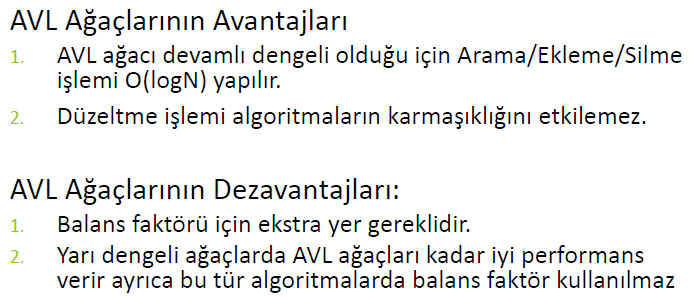 AVL Ağaçlarının Avantajları
1. AVL ağacı devamlı dengeli olduğu için Arama/Ekleme/Silme
işlemi O(logN) yapılır.
2. Düzeltme işlemi algoritmaların karmaşıklığını etkilemez.
AVL Ağaçlarının Dezavantajları:
1. Balans faktörü için ekstra yer gereklidir.
2. Yarı dengeli ağaçlarda AVL ağaçları kadar iyi performans
verir ayrıca bu tür algoritmalarda balans faktör kullanılmaz